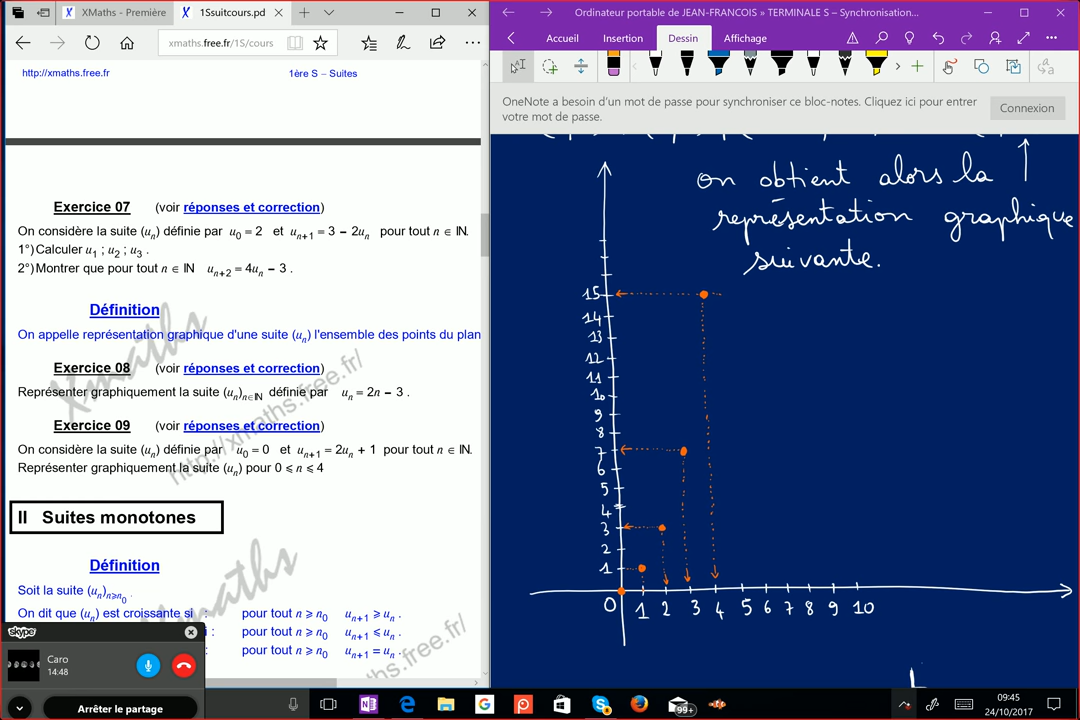 XMaths - Première
1Ssuitcours.pd
Ordinateur portable de JEAN-FRANCOIS » TERMINALE S – Synchronisation...
xmaths.free.fr/1S/cours
Accueil Insertion Dessin Affichage
http://xmaths.free.fr
1ère S – Suites
OneNote a besoin d'un mot de passe pour synchroniser ce bloc-notes. Cliquez ici pour entrer
votre mot de passe.
Connexion
Exercice 07 (voir réponses et correction)
On considère la suite (un) définie par u0 = 2 et un+1 = 3 – 2un pour tout n ∈ IN.
1°) Calculer u1 ; u2 ; u3 .
2°) Montrer que pour tout n ∈ IN un+2 = 4un – 3 .
Définition
On appelle représentation graphique d'une suite (un) l'ensemble des points du plan
Exercice 08 (voir réponses et correction)
Représenter graphiquement la suite (un)n∈IN définie par un = 2n – 3 .
Exercice 09 (voir réponses et correction)
On considère la suite (un) définie par u0 = 0 et un+1 = 2un + 1 pour tout n ∈ IN.
Représenter graphiquement la suite (un) pour 0 ⩽ n ⩽ 4
II Suites monotones
Définition
Soit la suite (un)n⩾n0 .
On dit que (un) est croissante si : pour tout n ⩾ n0 un+1 ⩾ un .
i : pour tout n ⩾ n0 un+1 ⩽ un .
: pour tout n ⩾ n0 un+1 = un .
Xmaths
http://xmaths.free.fr/
on obtient alors la
représentation graphique
suivante.
15
14
13
12
11
10
9
8
7
6
5
4
3
2
1
0 1 2 3 4 5 6 7 8 9 10
skype
Caro
14:48
Arrêter le partage
99+
09:45
24/10/2017